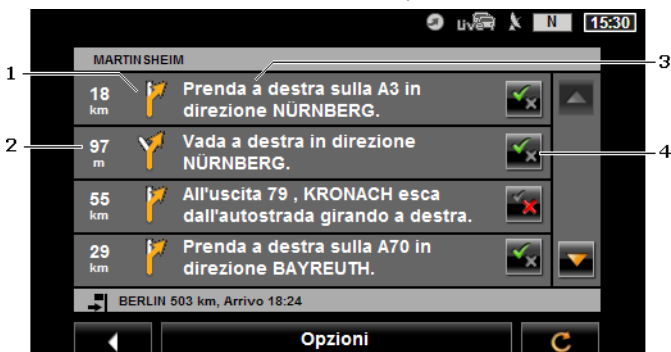 Live N 15:30
MARTINSHEIM
1
3
18 km
Prenda a destra sulla A3 in
direzione NÜRNBERG.
2
97 m
Vada a destra in direzione
NÜRNBERG.
4
55 km
All'uscita 79 , KRONACH esca
dall'autostrada girando a destra.
29 km
Prenda a destra sulla A70 in
direzione BAYREUTH.
BERLIN 503 km, Arrivo 18:24
Opzioni